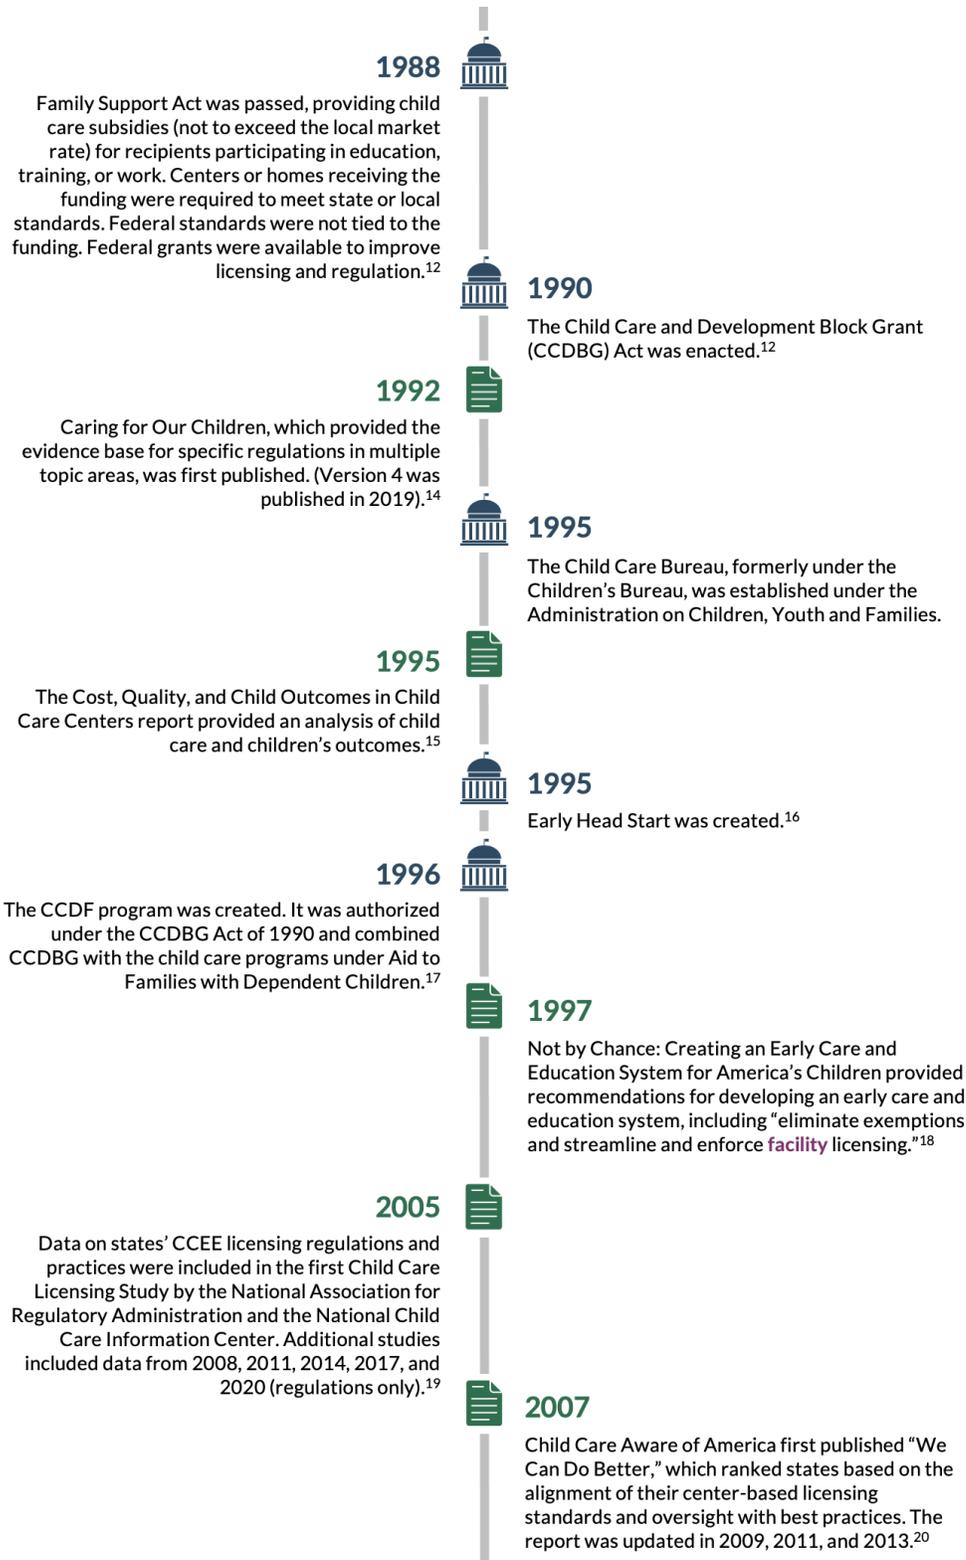 1988
Family Support Act was passed, providing child
care subsidies (not to exceed the local market
rate) for recipients participating in education,
training, or work. Centers or homes receiving the
funding were required to meet state or local
standards. Federal standards were not tied to the
funding. Federal grants were available to improve
licensing and regulation.12
1990
The Child Care and Development Block Grant
(CCDBG) Act was enacted.12
1992
Caring for Our Children, which provided the
evidence base for specific regulations in multiple
topic areas, was first published. (Version 4 was
published in 2019).14
1995
The Child Care Bureau, formerly under the
Children’s Bureau, was established under the
Administration on Children, Youth and Families.
1995
The Cost, Quality, and Child Outcomes in Child
Care Centers report provided an analysis of child
care and children’s outcomes.15
1995
Early Head Start was created.16
1996
The CCDF program was created. It was authorized
under the CCDBG Act of 1990 and combined
CCDBG with the child care programs under Aid to
Families with Dependent Children.17
1997
Not by Chance: Creating an Early Care and
Education System for America’s Children provided
recommendations for developing an early care and
education system, including “eliminate exemptions
and streamline and enforce facility licensing.”18
2005
Data on states’ CCEE licensing regulations and
practices were included in the first Child Care
Licensing Study by the National Association for
Regulatory Administration and the National Child
Care Information Center. Additional studies
included data from 2008, 2011, 2014, 2017, and
2020 (regulations only).19
2007
Child Care Aware of America first published “We
Can Do Better,” which ranked states based on the
alignment of their center-based licensing
standards and oversight with best practices. The
report was updated in 2009, 2011, and 2013.20